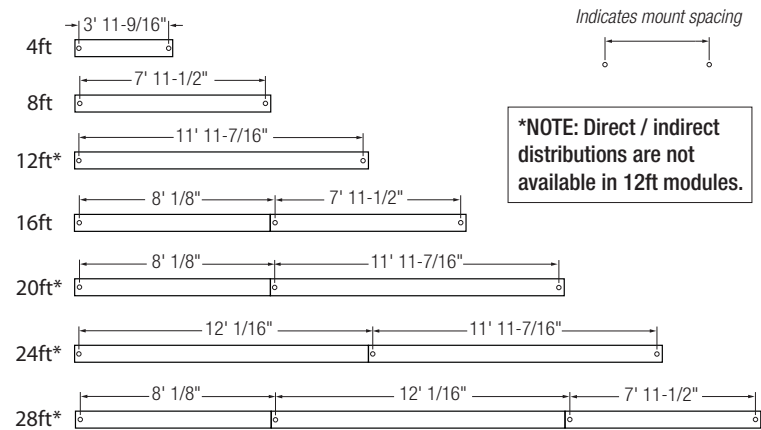 Indicates mount spacing
4ft 3' 11-9/16"
8ft 7' 11-1/2"
12ft* 11' 11-7/16"
*NOTE: Direct / indirect
distributions are not
available in 12ft modules.
16ft 8' 1/8" 7' 11-1/2"
20ft* 8' 1/8" 11' 11-7/16"
24ft* 12' 1/16" 11' 11-7/16"
28ft* 8' 1/8" 12' 1/16" 7' 11-1/2"